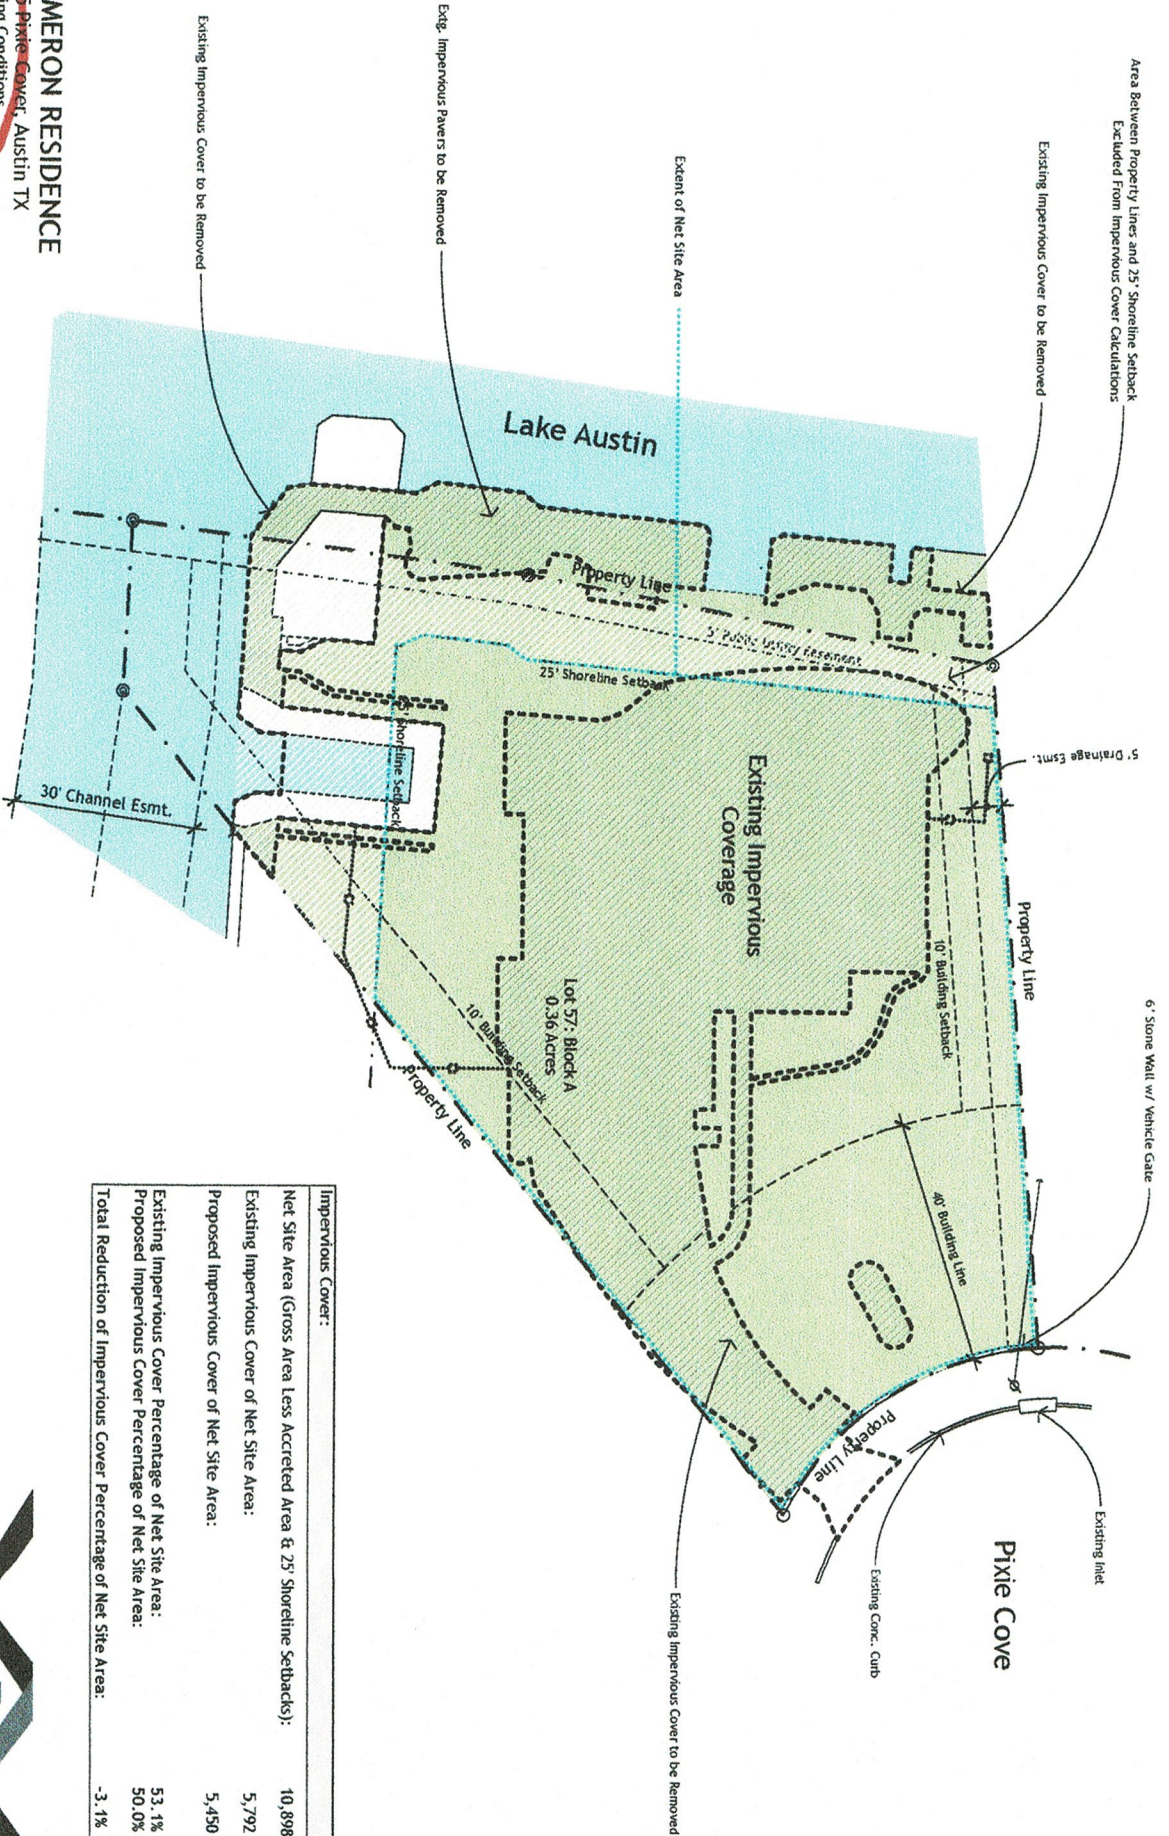 MERON RESIDENCE
Pixie Cover, Austin TX
Conditions
Area Between Property Lines and 25' Shoreline Setback
Excluded From Impervious Cover Calculations
Existing Impervious Cover to be Removed
Extent of Net Site Area
Extg. Impervious Pavers to be Removed
Existing Impervious Cover to be Removed
Lake Austin
Property Line
5' Public Utility Easement
25' Shoreline Setback
Shoreline Setback
30' Channel Esmt.
5' Drainage Esmt.
Existing Impervious
Coverage
Property Line
10' Building Setback
Lot 57: Block A
0.36 Acres
10' Building Setback
Property Line
6' Stone Wall w/ Vehicle Gate
40' Building Line
Property Line
Existing Inlet
Pixie Cove
Existing Conc. Curb
Existing Impervious Cover to be Removed
Impervious Cover:
Net Site Area (Gross Area Less Accreted Area & 25' Shoreline Setbacks): 10,898
Existing Impervious Cover of Net Site Area: 5,792
Proposed Impervious Cover of Net Site Area: 5,450
Existing Impervious Cover Percentage of Net Site Area: 53.1%
Proposed Impervious Cover Percentage of Net Site Area: 50.0%
Total Reduction of Impervious Cover Percentage of Net Site Area: -3.1%